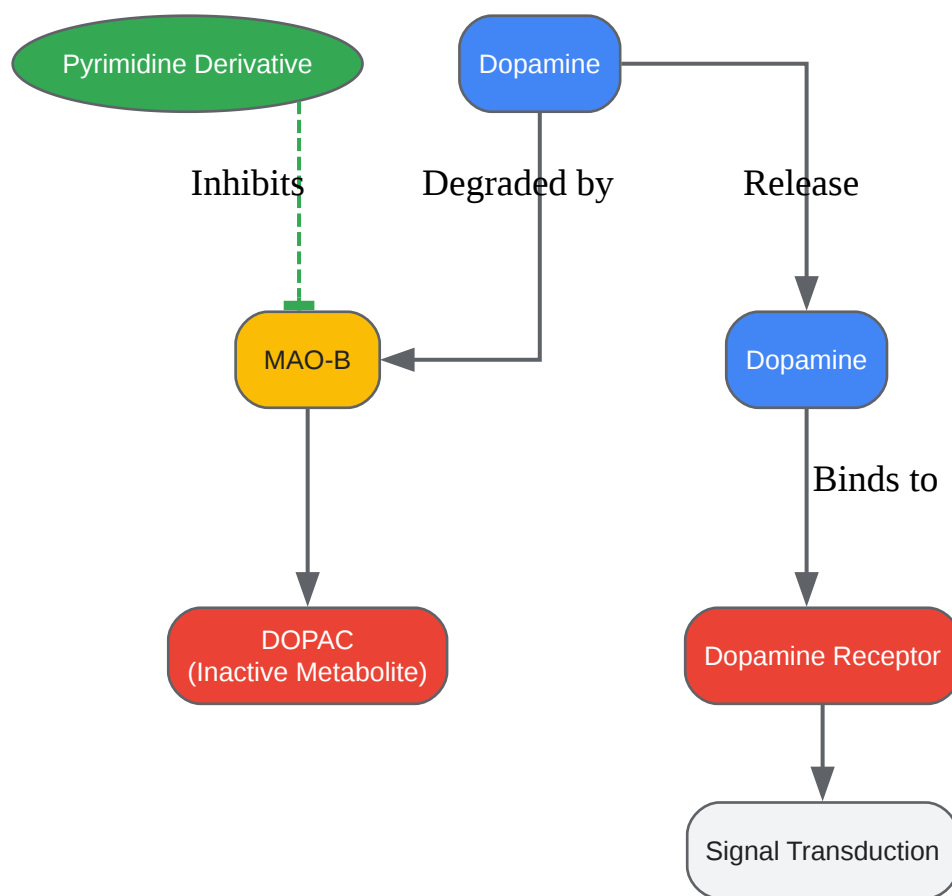 Pyrimidine Derivative
Dopamine
Inhibits
Degraded by
Release
MAO-B
Dopamine
Binds to
DOPAC
(Inactive Metabolite)
Dopamine Receptor
Signal Transduction